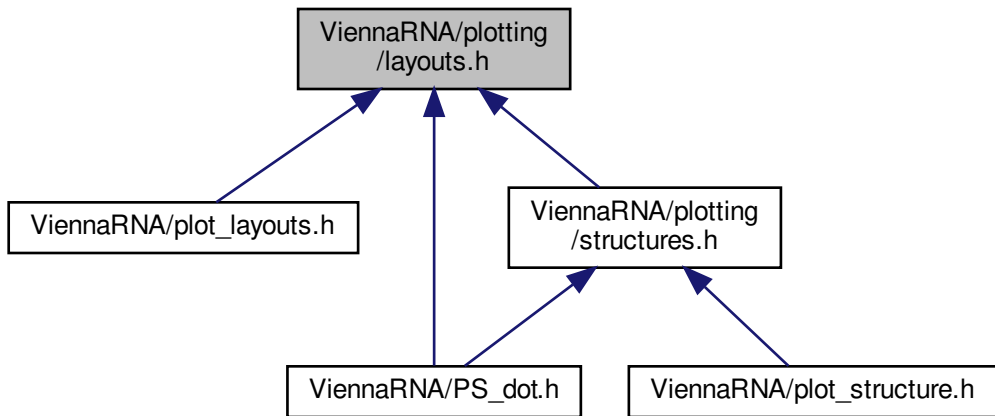 ViennaRNA/plotting
/layouts.h
ViennaRNA/plot_layouts.h
ViennaRNA/plotting
/structures.h
ViennaRNA/PS_dot.h
ViennaRNA/plot_structure.h